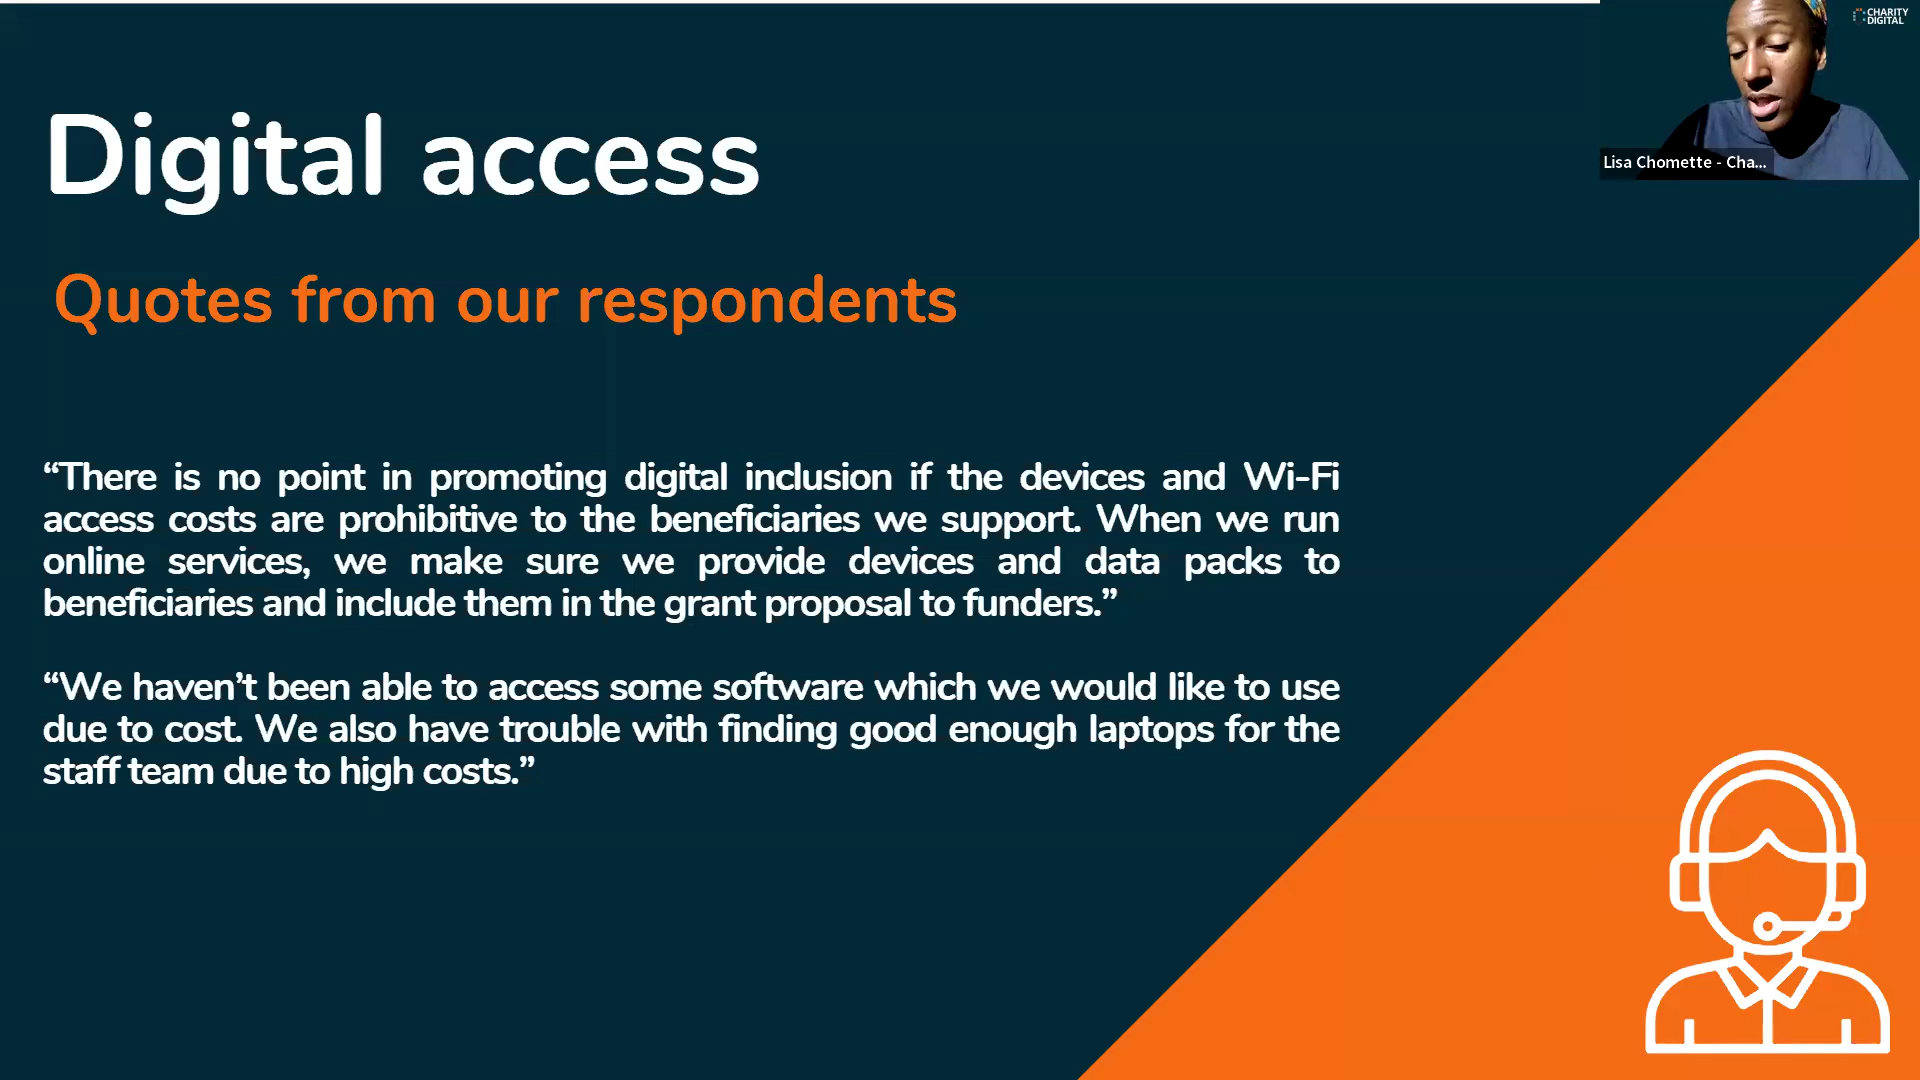 CHARITY
DIGITAL
Lisa Chomette - Cha...
Digital access
Quotes from our respondents
“There is no point in promoting digital inclusion if the devices and Wi-Fi
access costs are prohibitive to the beneficiaries we support. When we run
online services, we make sure we provide devices and data packs to
beneficiaries and include them in the grant proposal to funders.”
“We haven’t been able to access some software which we would like to use
due to cost. We also have trouble with finding good enough laptops for the
staff team due to high costs.”